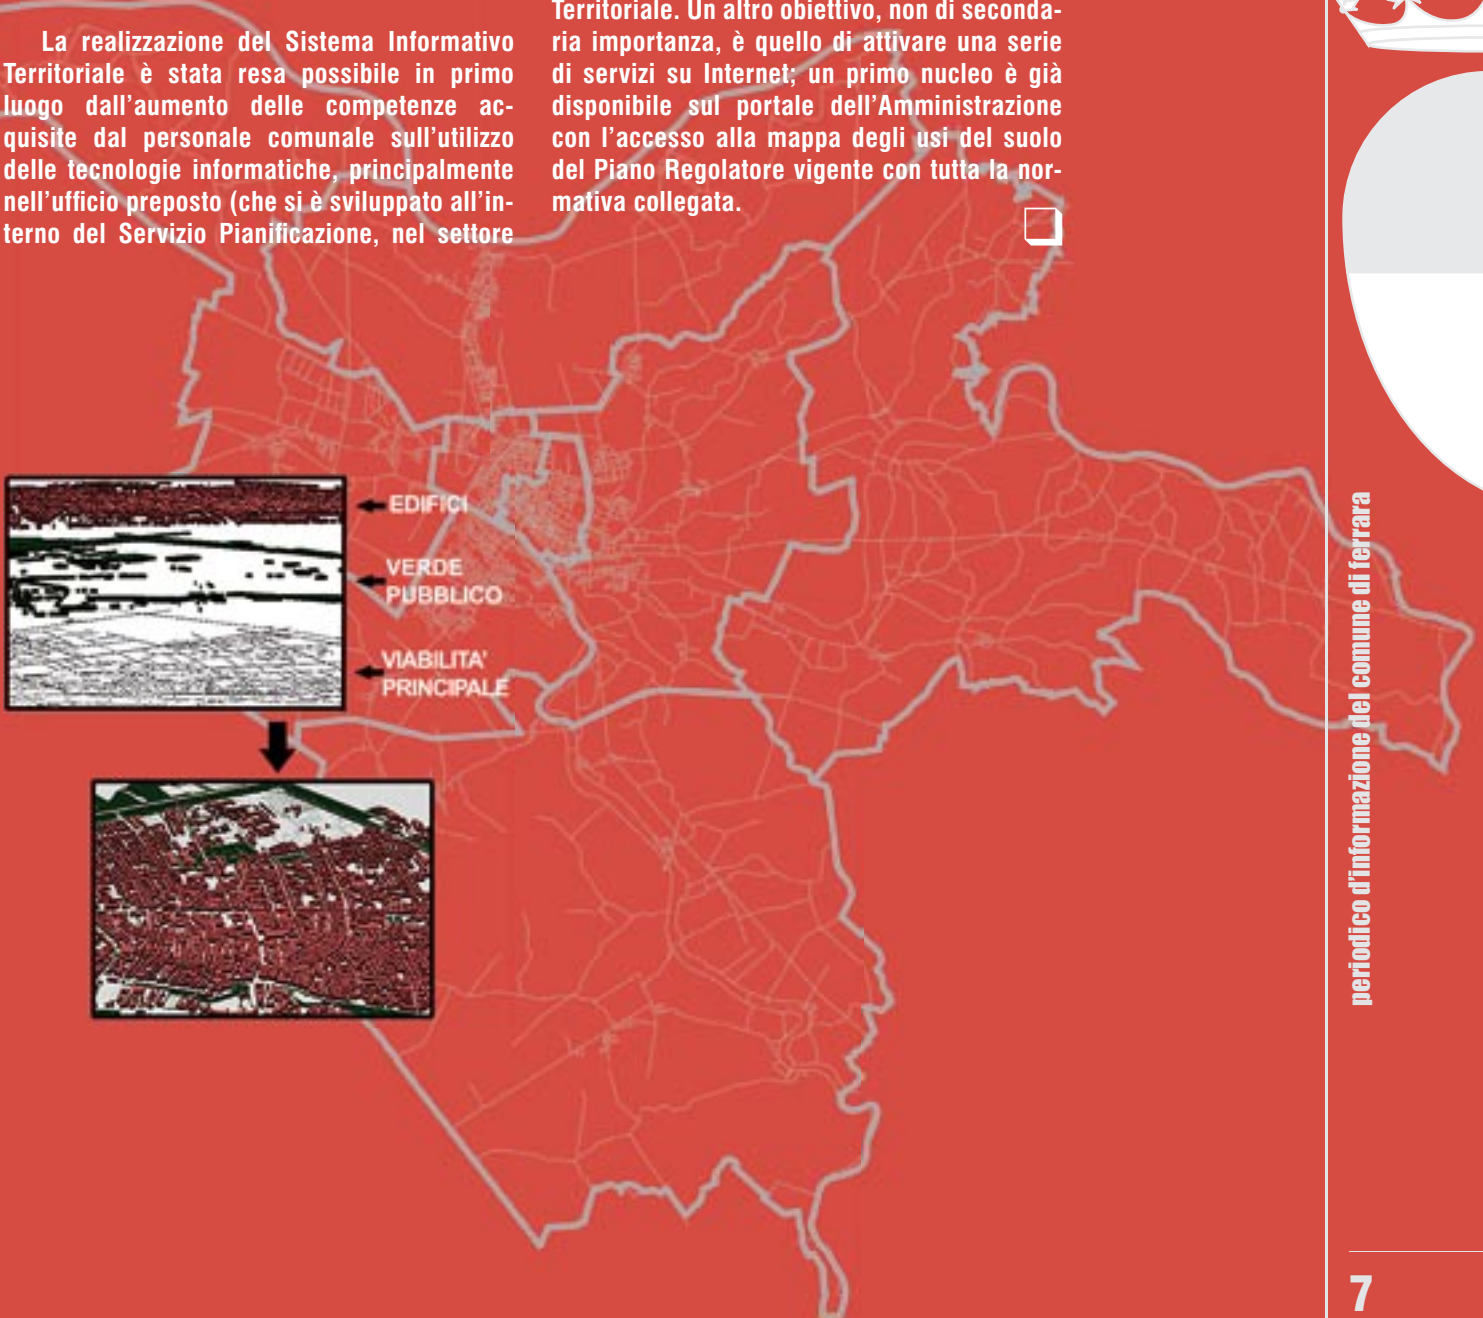 La realizzazione del Sistema Informativo
Territoriale è stata resa possibile in primo
luogo dall'aumento delle competenze ac-
quisite dal personale comunale sull'utilizzo
delle tecnologie informatiche, principalmente
nell'ufficio preposto (che si è sviluppato all'in-
terno del Servizio Pianificazione, nel settore
Territoriale. Un altro obiettivo, non di seconda-
ria importanza, è quello di attivare una serie
di servizi su Internet; un primo nucleo è già
disponibile sul portale dell'Amministrazione
con l'accesso alla mappa degli usi del suolo
del Piano Regolatore vigente con tutta la nor-
mativa collegata.
EDIFICI
VERDE
PUBBLICO
VIABILITA'
PRINCIPALE
periodico d'informazione del comune di ferrara
7